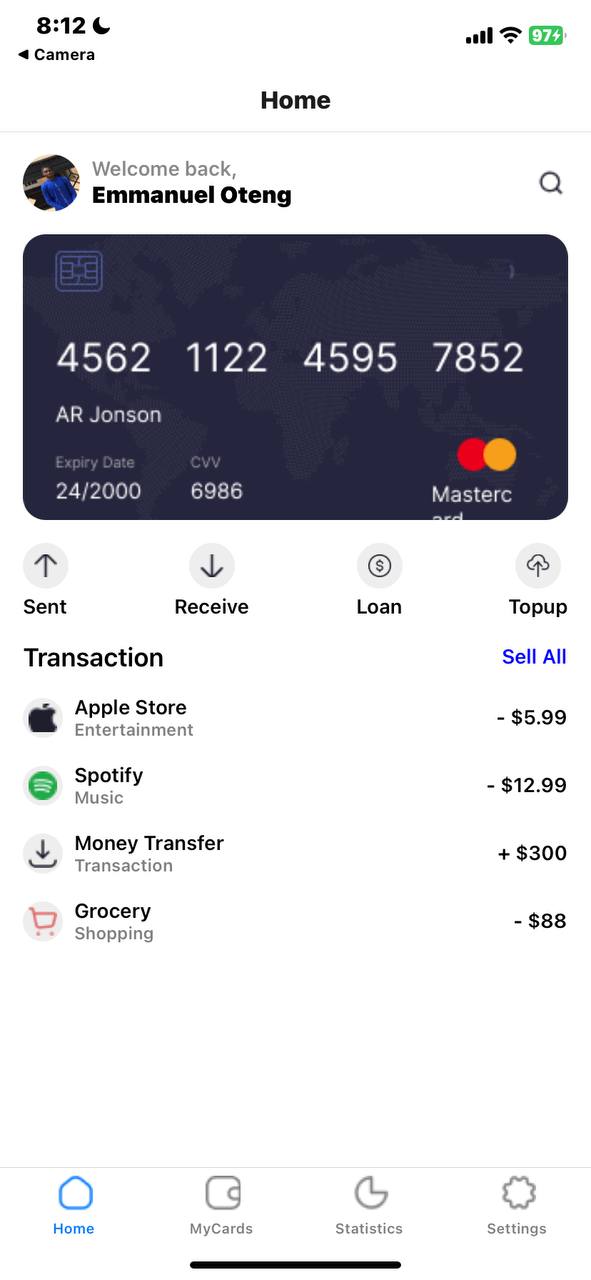 8:12
97
Camera
Home
Welcome back,
Emmanuel Oteng
4562 1122 4595 7852
AR Jonson
Expiry Date CVV
24/2000 6986
Masterc
ard
Sent Receive Loan Topup
Transaction Sell All
Apple Store
Entertainment
- $5.99
Spotify
Music
- $12.99
Money Transfer
Transaction
+ $300
Grocery
Shopping
- $88
Home MyCards Statistics Settings